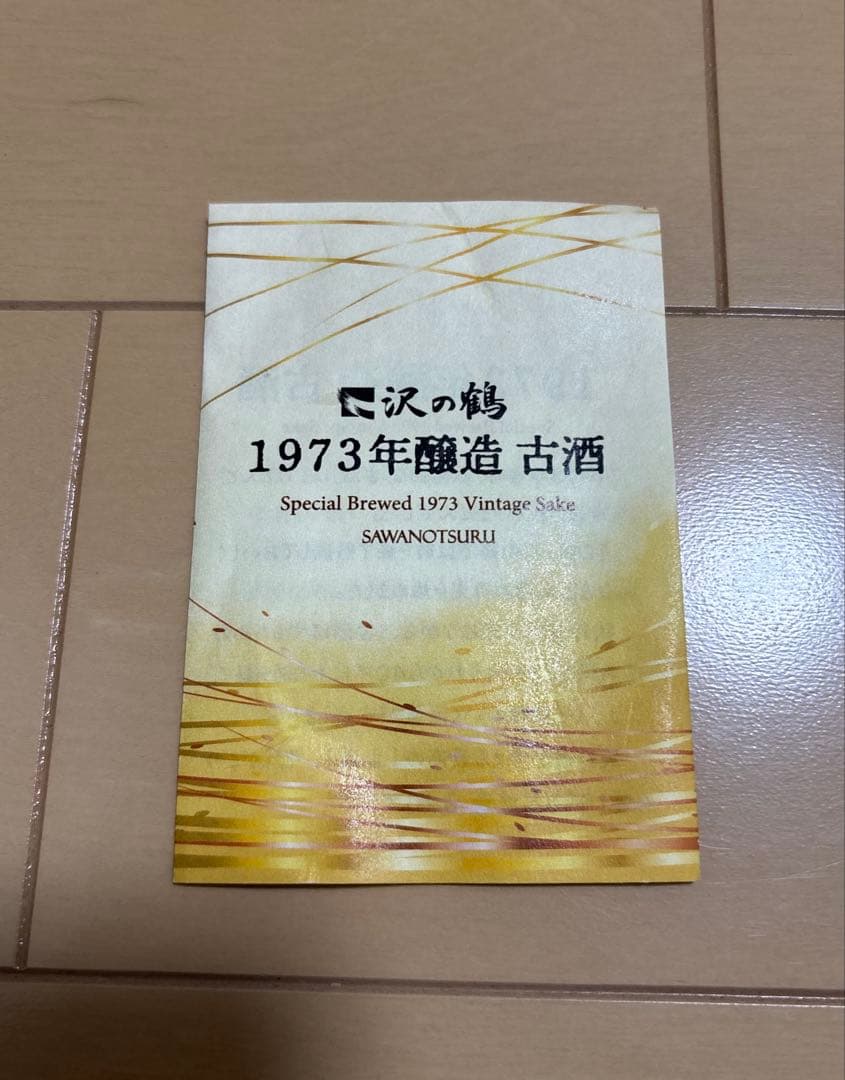 沢の鶴
1973年醸造 古酒
Special Brewed 1973 Vintage Sake
SAWANOTSURU